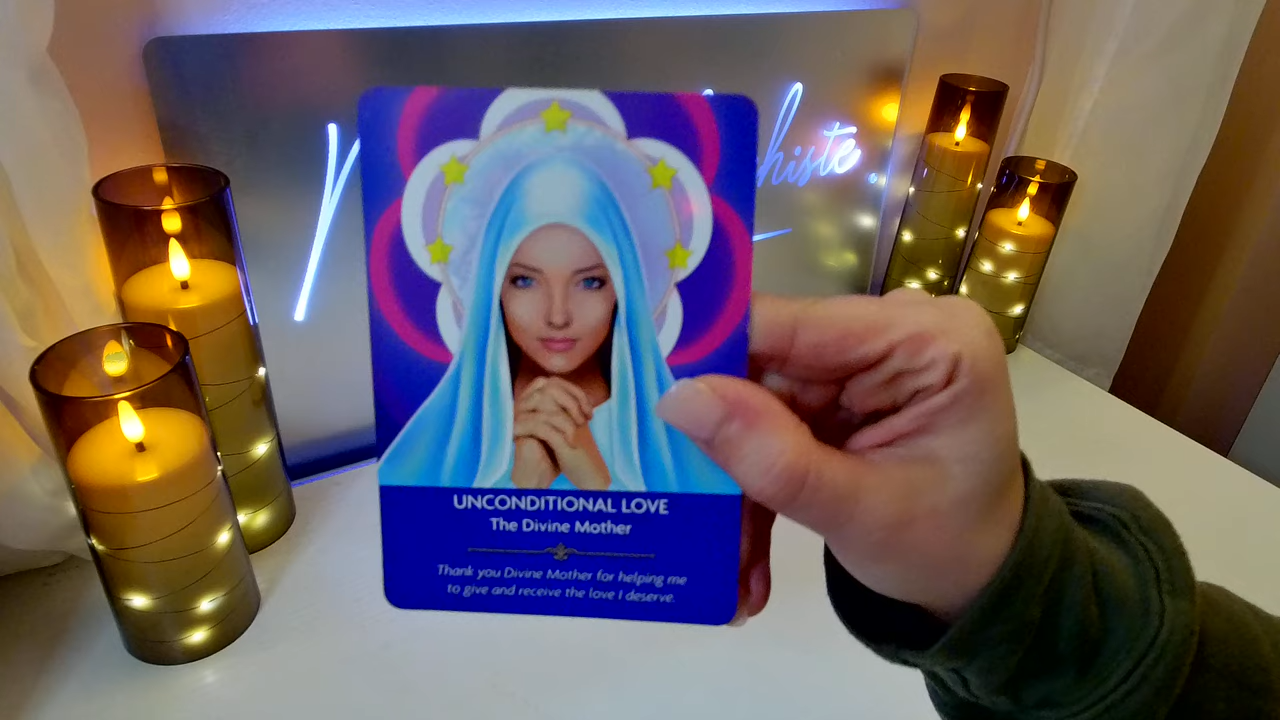 histe.
UNCONDITIONAL LOVE
The Divine Mother
Thank you Divine Mother for helping me
to give and receive the love I deserve.